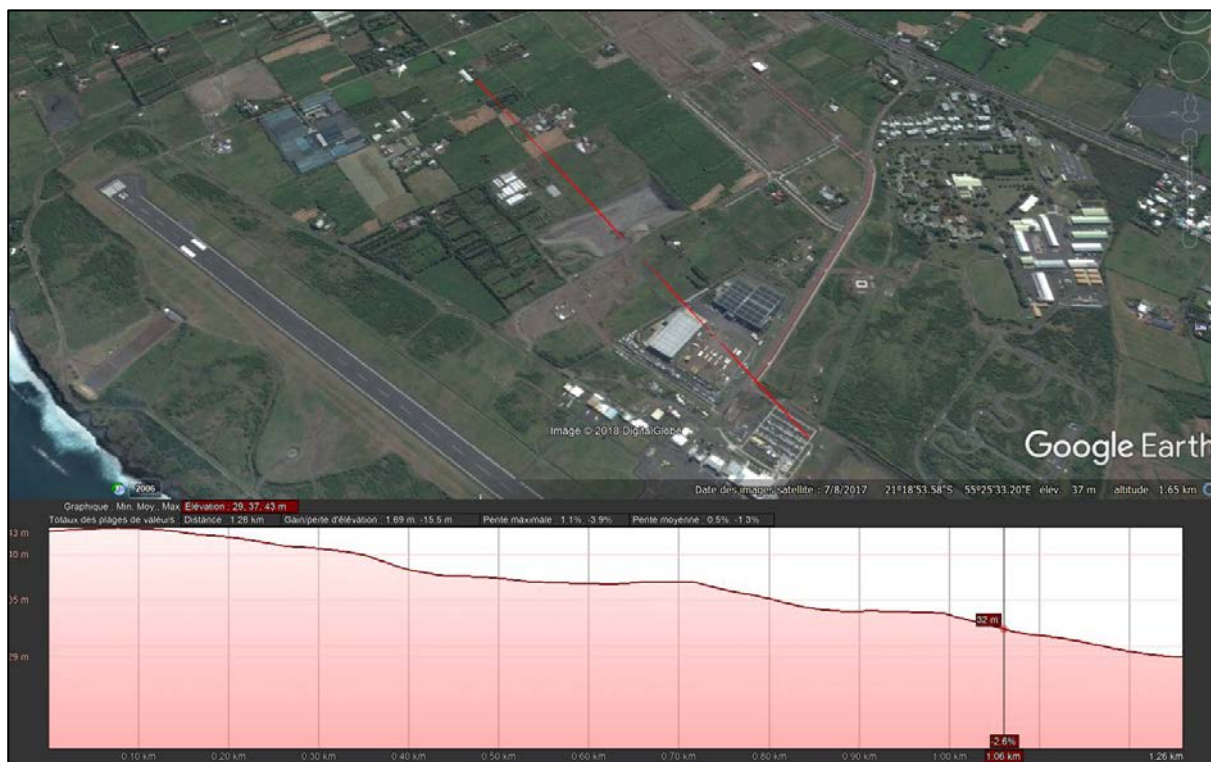 Image © 2018 DigitalGlobe
Google Earth
2006
Date des images satellite : 7/8/2017 21°18'53.58"S 55°25'33.20"E élév. 37 m altitude 1.65 km
Graphique : Min. Moy., Max. Élévation : 29, 37, 43 m
Totaux des plages de valeurs Distance : 1.26 km Gain/perte d'élévation : 1.69 m, -15.5 m Pente maximale : 1.1%, -3.9% Pente moyenne : 0.5%, -1.3%
43 m
40 m
35 m
32 m
29 m
-2.6%
0.10 km 0.20 km 0.30 km 0.40 km 0.50 km 0.60 km 0.70 km 0.80 km 0.90 km 1.00 km 1.06 km 1.26 km